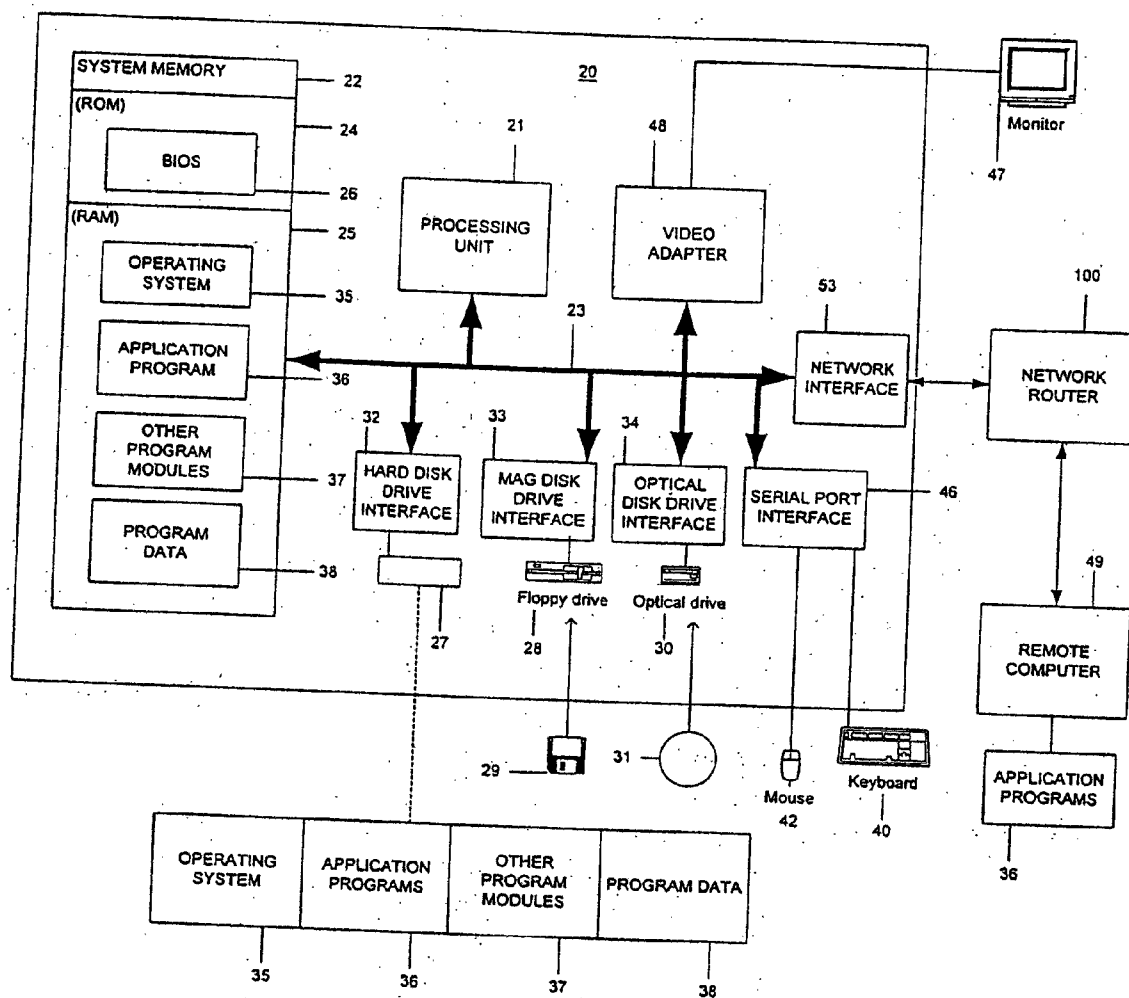 SYSTEM MEMORY
22
20
(ROM)
24
BIOS
26
(RAM)
25
OPERATING
SYSTEM
35
APPLICATION
PROGRAM
36
OTHER
PROGRAM
MODULES
37
PROGRAM
DATA
38
21
PROCESSING
UNIT
48
VIDEO
ADAPTER
Monitor
47
23
53
NETWORK
INTERFACE
100
NETWORK
ROUTER
32
HARD DISK
DRIVE
INTERFACE
33
MAG DISK
DRIVE
INTERFACE
34
OPTICAL
DISK DRIVE
INTERFACE
SERIAL PORT
INTERFACE
46
27
Floppy drive
28
Optical drive
30
49
REMOTE
COMPUTER
29
31
Mouse
42
Keyboard
40
APPLICATION
PROGRAMS
36
OPERATING
SYSTEM
APPLICATION
PROGRAMS
OTHER
PROGRAM
MODULES
PROGRAM DATA
35
36
37
38